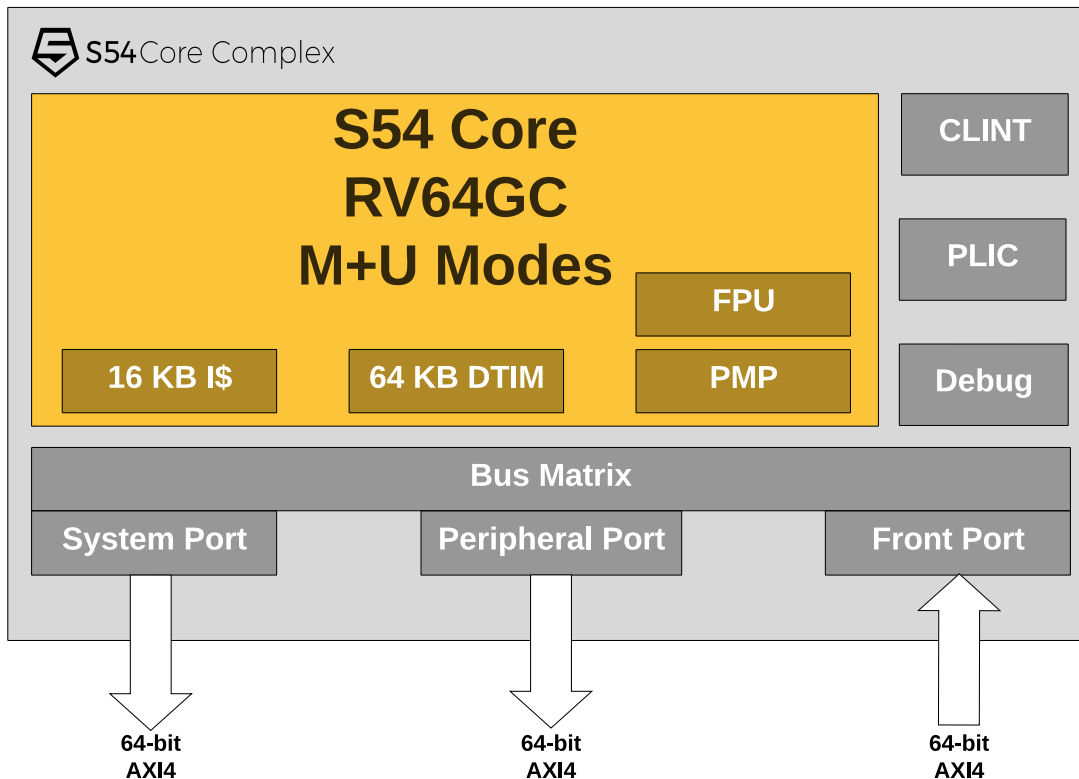 S54 Core Complex
S54 Core
RV64GC
M+U Modes
CLINT
PLIC
FPU
16 KB I$
64 KB DTIM
PMP
Debug
Bus Matrix
System Port
Peripheral Port
Front Port
64-bit
AXI4
64-bit
AXI4
64-bit
AXI4